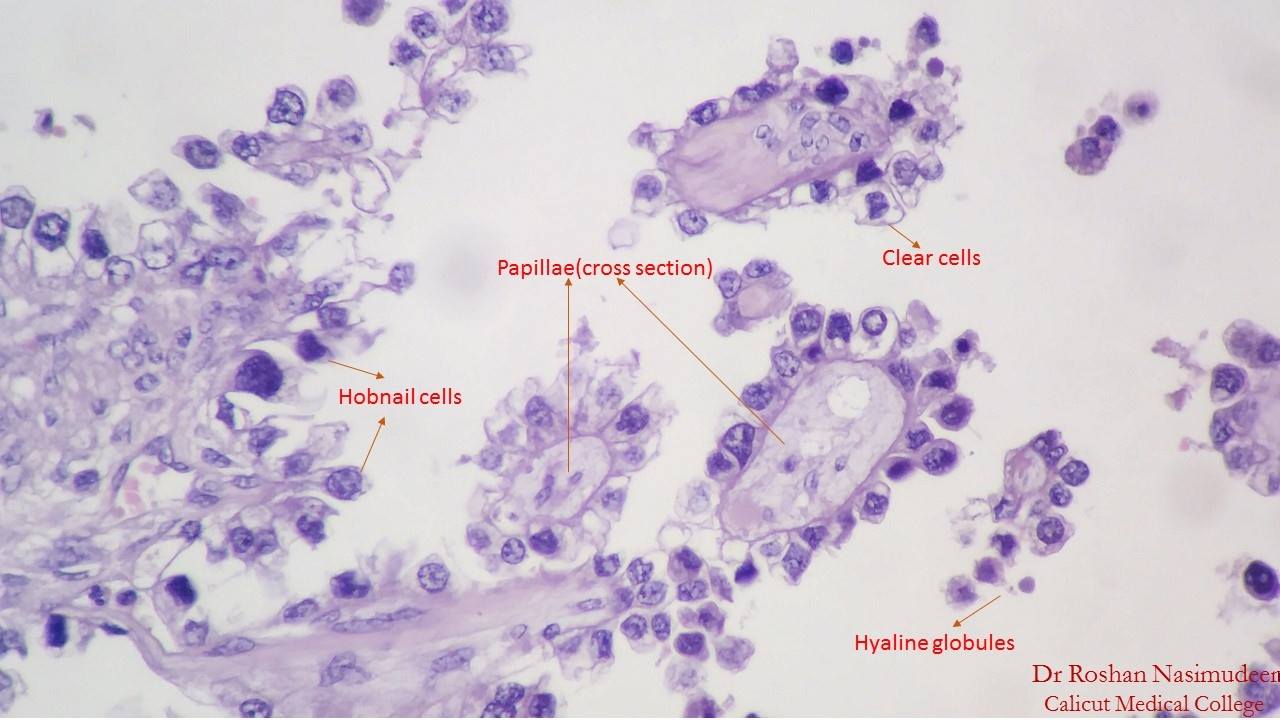 Clear cells
Papillae(cross section)
Hobnail cells
Hyaline globules
Dr Roshan Nasimudeen
Calicut Medical College